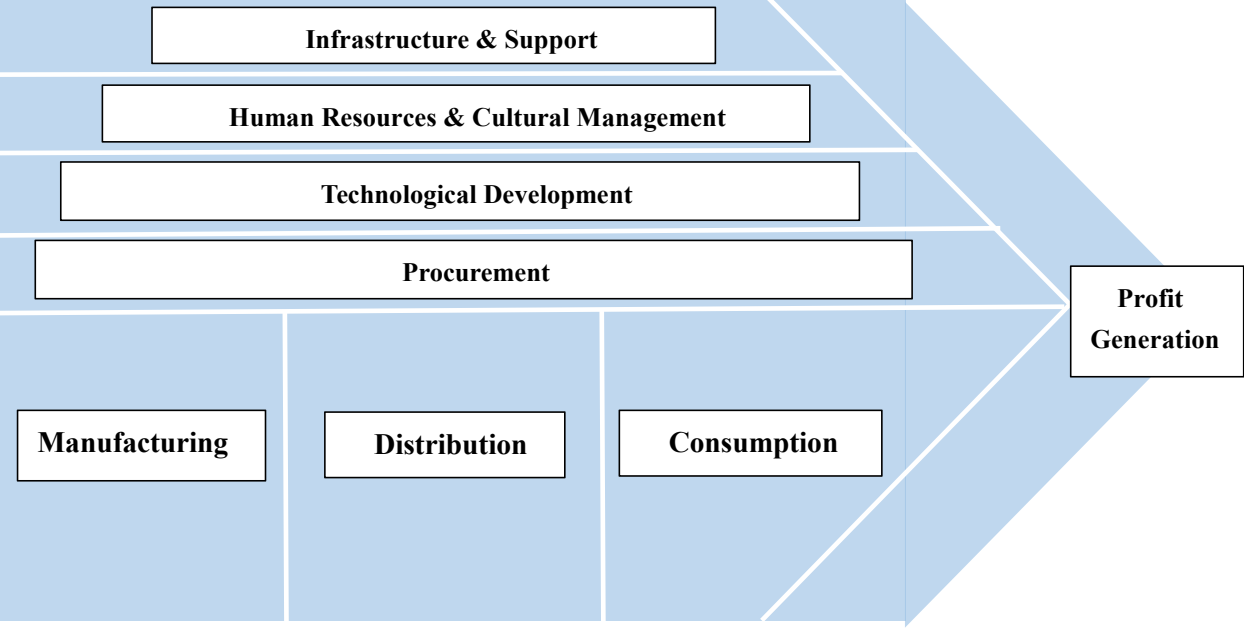 Infrastructure & Support
Human Resources & Cultural Management
Technological Development
Procurement
Profit
Generation
Manufacturing
Distribution
Consumption